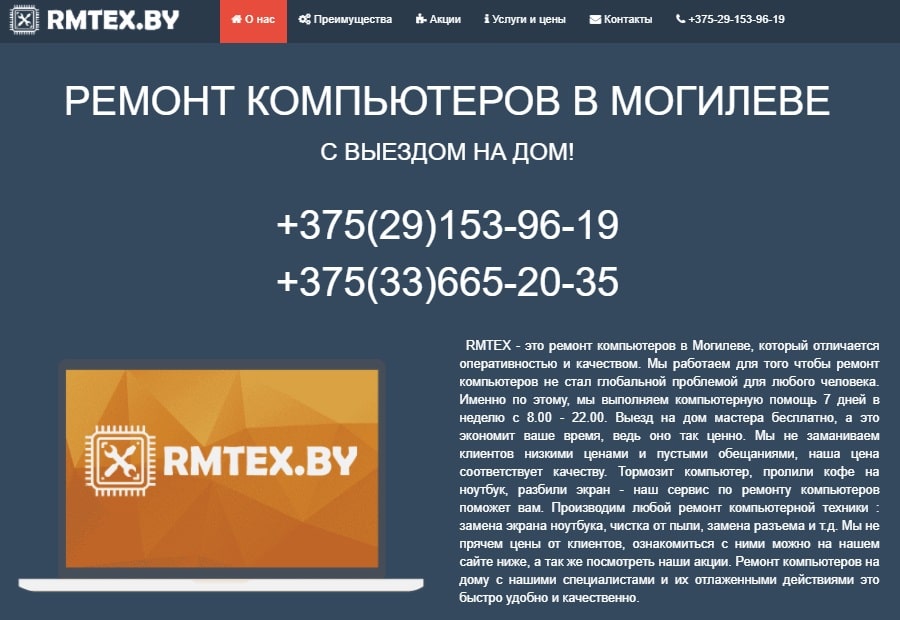 RMTEX.BY
О нас
Преимущества
Акции
Услуги и цены
Контакты
+375-29-153-96-19
РЕМОНТ КОМПЬЮТЕРОВ В МОГИЛЕВЕ
С ВЫЕЗДОМ НА ДОМ!
+375(29)153-96-19
+375(33)665-20-35
RMTEX.BY
RMTEX - это ремонт компьютеров в Могилеве, который отличается
оперативностью и качеством. Мы работаем для того чтобы ремонт
компьютеров не стал глобальной проблемой для любого человека.
Именно по этому, мы выполняем компьютерную помощь 7 дней в
неделю с 8.00 - 22.00. Выезд на дом мастера бесплатно, а это
экономит ваше время, ведь оно так ценно. Мы не заманиваем
клиентов низкими ценами и пустыми обещаниями, наша цена
соответствует качеству. Тормозит компьютер, пролили кофе на
ноутбук, разбили экран - наш сервис по ремонту компьютеров
поможет вам. Производим любой ремонт компьютерной техники :
замена экрана ноутбука, чистка от пыли, замена разъема и т.д. Мы не
прячем цены от клиентов, ознакомиться с ними можно на нашем
сайте ниже, а так же посмотреть наши акции. Ремонт компьютеров на
дому с нашими специалистами и их отлаженными действиями это
быстро удобно и качественно.